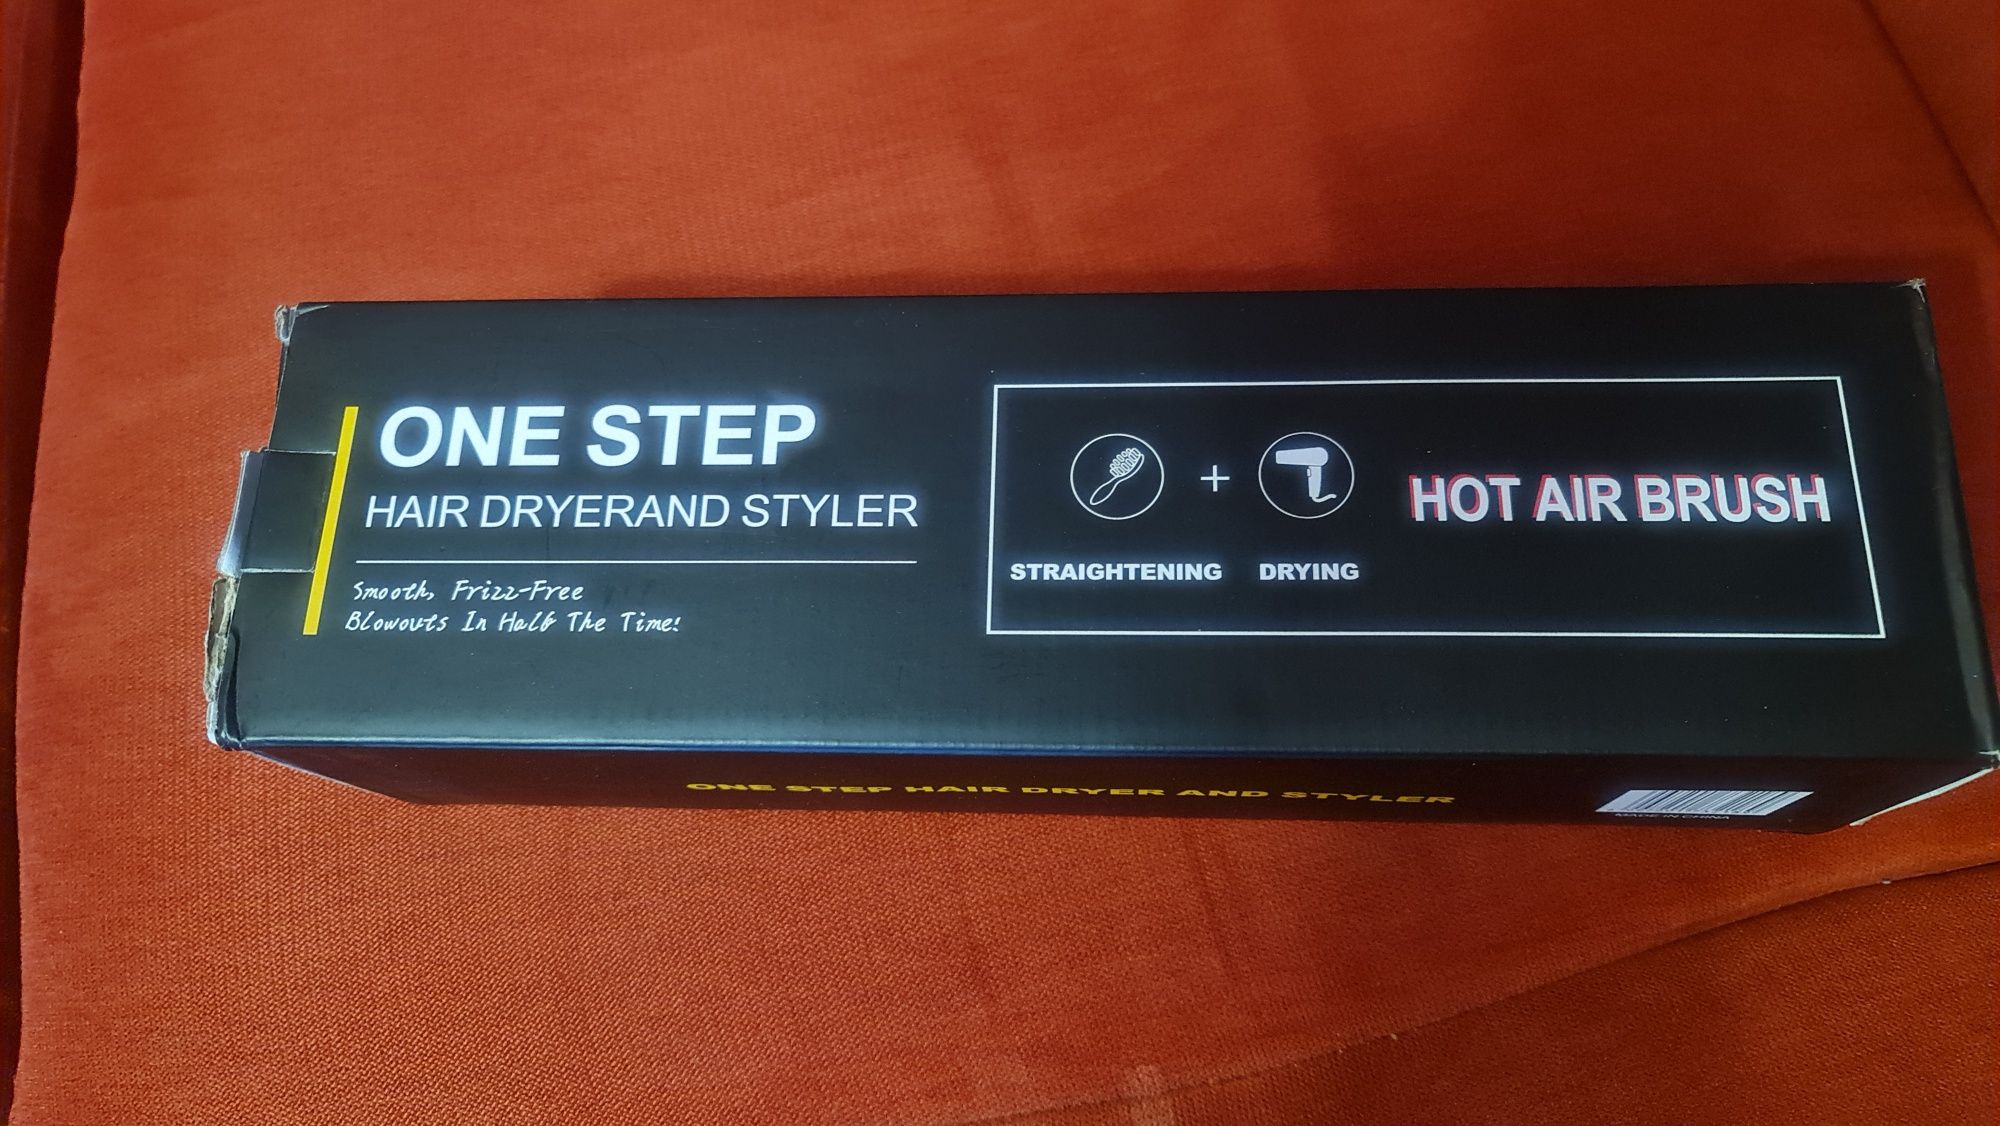 ONE STEP
HAIR DRYERAND STYLER
Smooth, Frizz-Free
Blowouts In Half The Time!
STRAIGHTENING + DRYING
HOT AIR BRUSH
ONE STEP HAIR DRYER AND STYLER
MADE IN CHINA